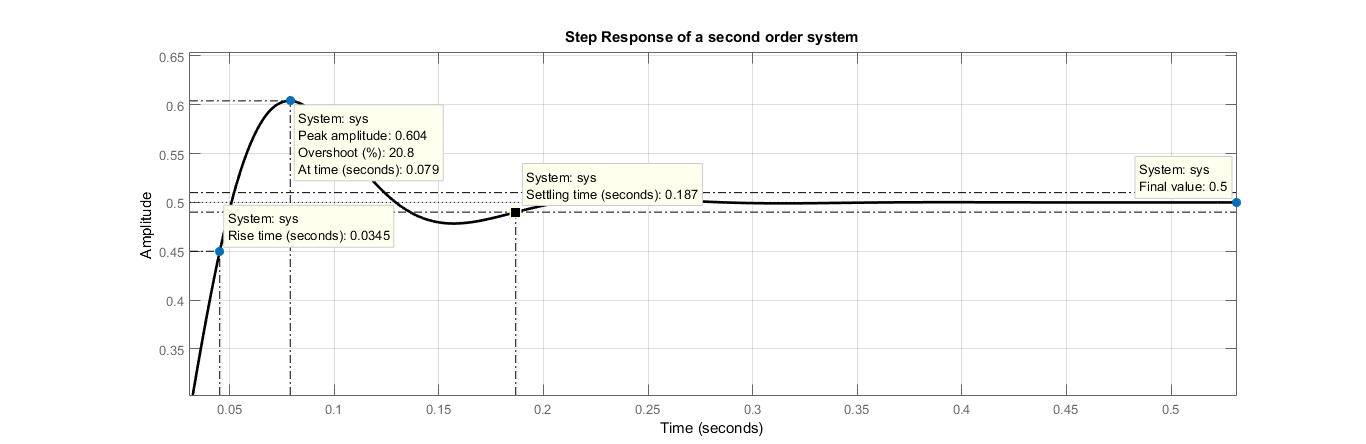 Step Response of a second order system
0.65
0.6
0.55
0.5
0.45
0.4
0.35
Amplitude
System: sys
Peak amplitude: 0.604
Overshoot (%): 20.8
At time (seconds): 0.079
System: sys
Settling time (seconds): 0.187
System: sys
Final value: 0.5
System: sys
Rise time (seconds): 0.0345
0.05
0.1
0.15
0.2
0.25
0.3
0.35
0.4
0.45
0.5
Time (seconds)